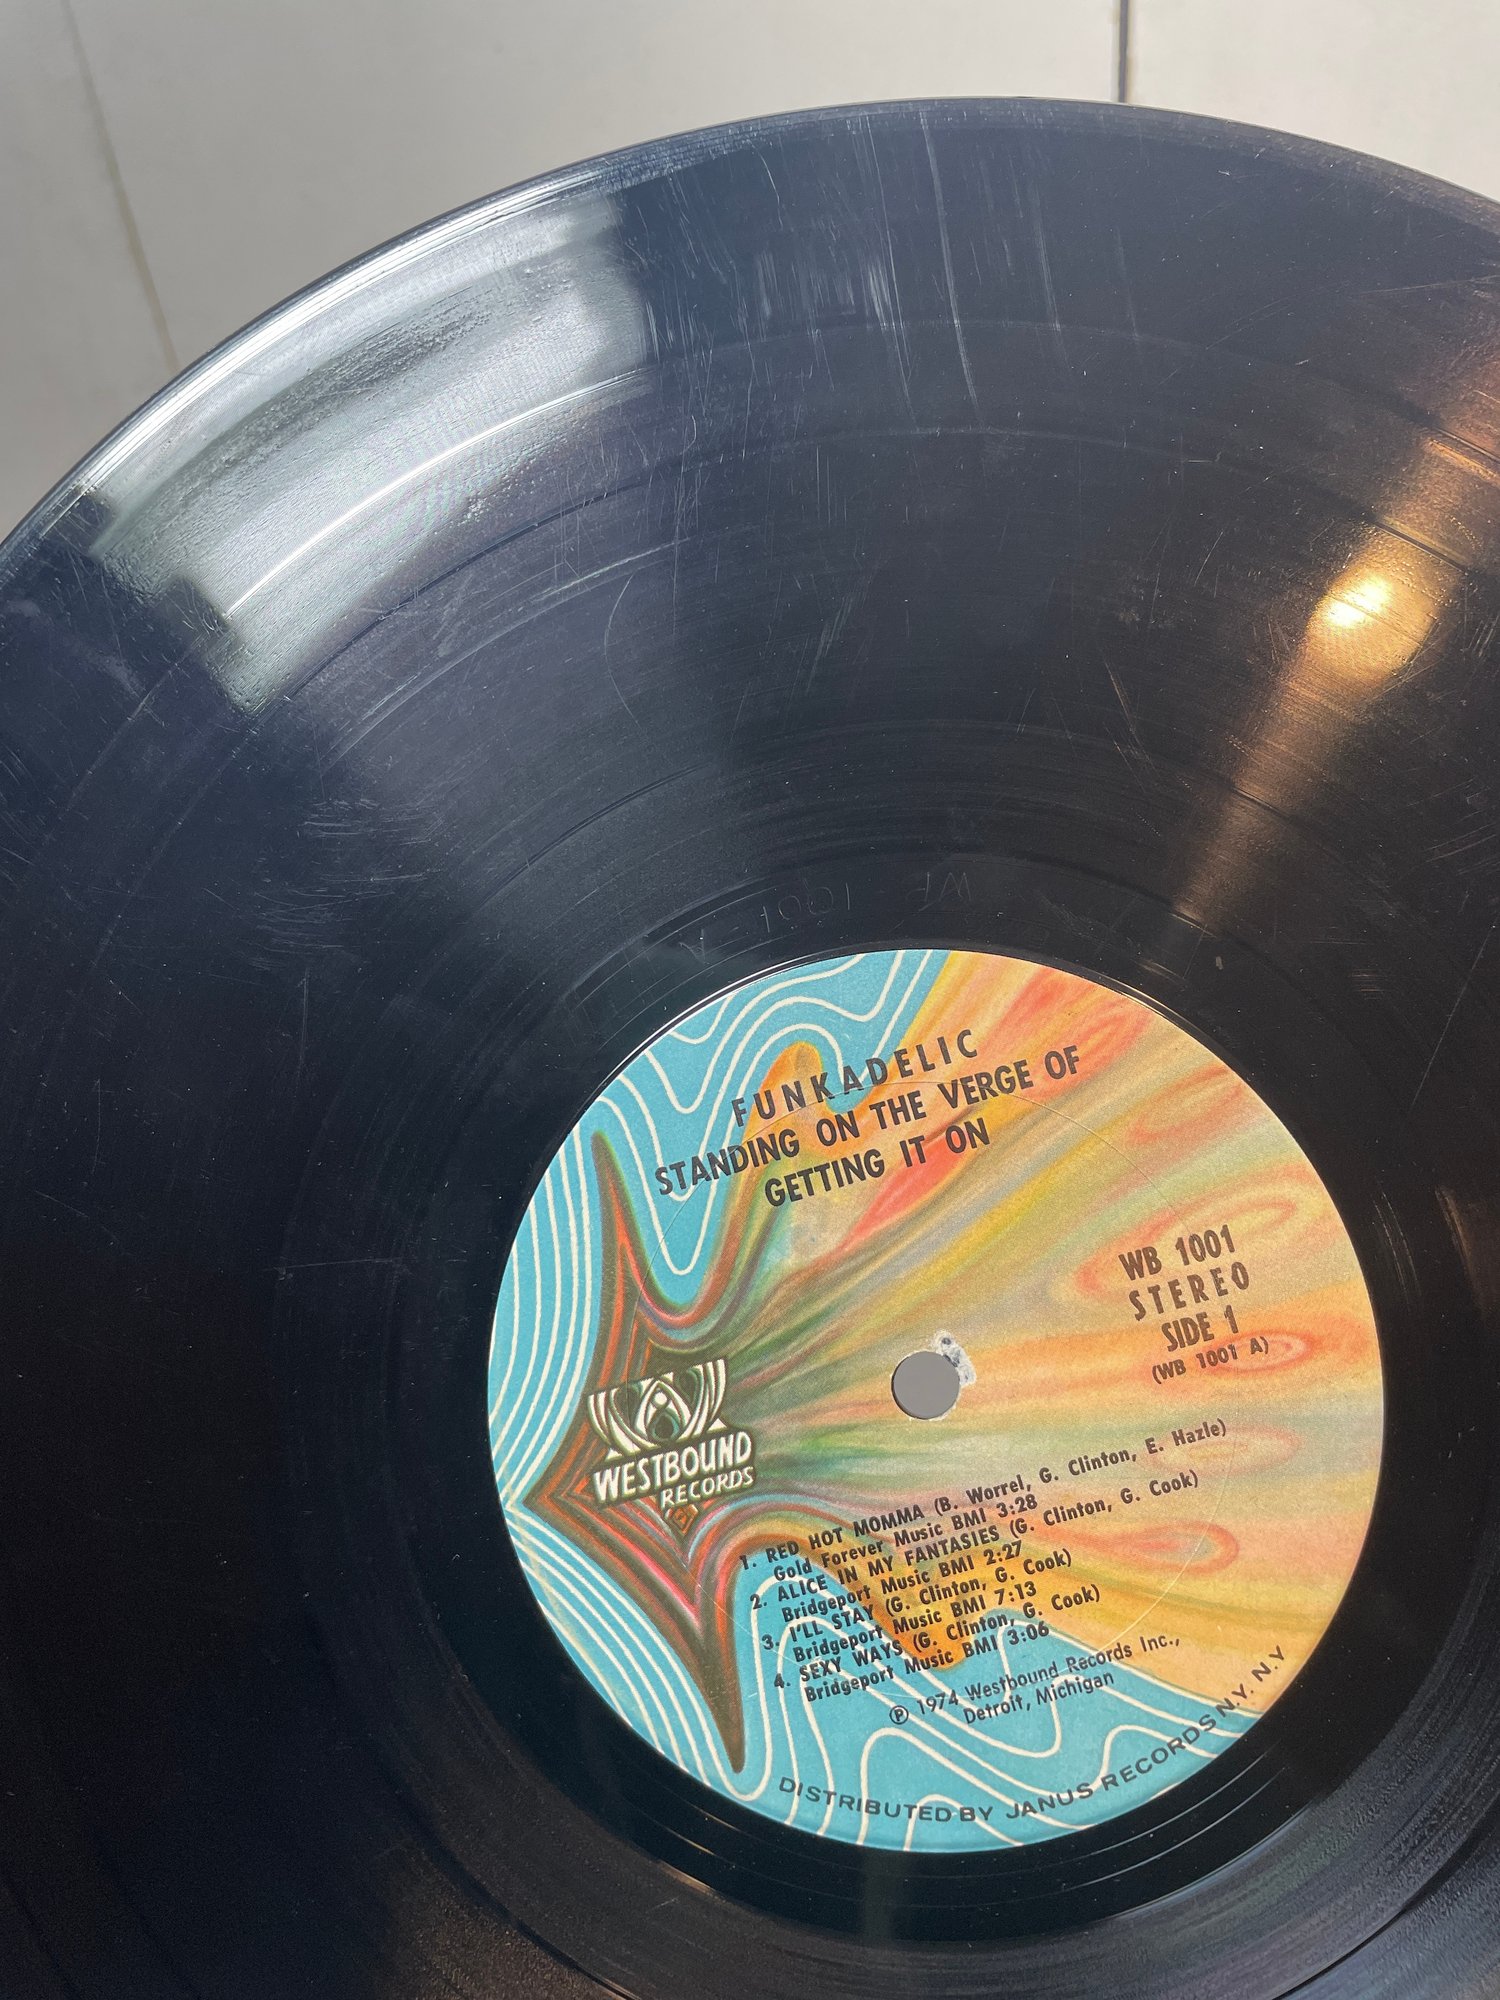 WB-1001-A
FUNKADELIC
STANDING ON THE VERGE OF
GETTING IT ON
WB 1001
STEREO
SIDE 1
(WB 1001 A)
WESTBOUND
RECORDS
1. RED HOT MOMMA (B. Worrel, G. Clinton, E. Hazle)
Gold Forever Music BMI 3:28
2. ALICE IN MY FANTASIES (G. Clinton, G. Cook)
Bridgeport Music BMI 2:27
3. I'LL STAY (G. Clinton, G. Cook)
Bridgeport Music BMI 7:13
4. SEXY WAYS (G. Clinton, G. Cook)
Bridgeport Music BMI 3:06
Ⓟ 1974 Westbound Records Inc.,
Detroit, Michigan
DISTRIBUTED BY JANUS RECORDS N.Y. N.Y